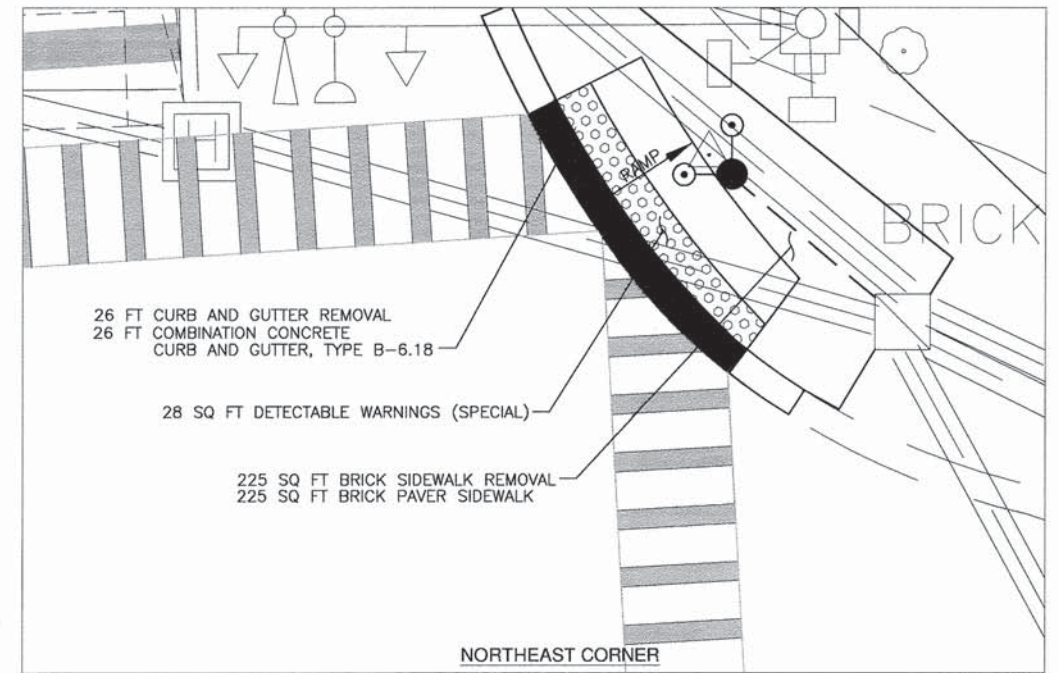 RAMP
BRICK
26 FT CURB AND GUTTER REMOVAL
26 FT COMBINATION CONCRETE
CURB AND GUTTER, TYPE B-6.18
28 SQ FT DETECTABLE WARNINGS (SPECIAL)
225 SQ FT BRICK SIDEWALK REMOVAL
225 SQ FT BRICK PAVER SIDEWALK
NORTHEAST CORNER